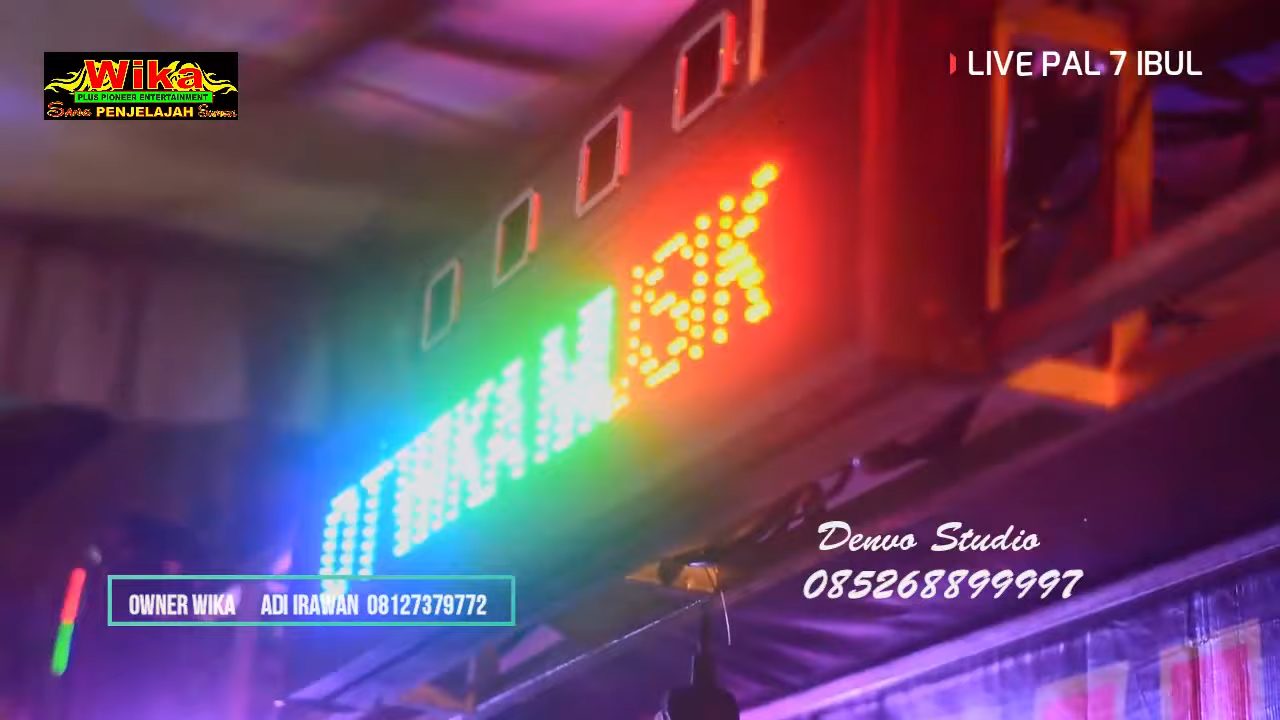 Wika
PLUS PIONEER ENTERTAINMENT
PENJELAJAH
LIVE PAL 7 IBUL
Denvo Studio
085268899997
OWNER WIKA ADI IRAWAN 08127379772